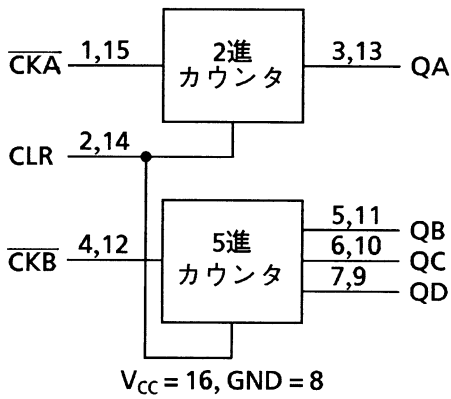 CKA
1,15
2進
カウンタ
3,13
QA
CLR
2,14
CKB
4,12
5進
カウンタ
5,11
QB
6,10
QC
7,9
QD
VCC = 16, GND = 8